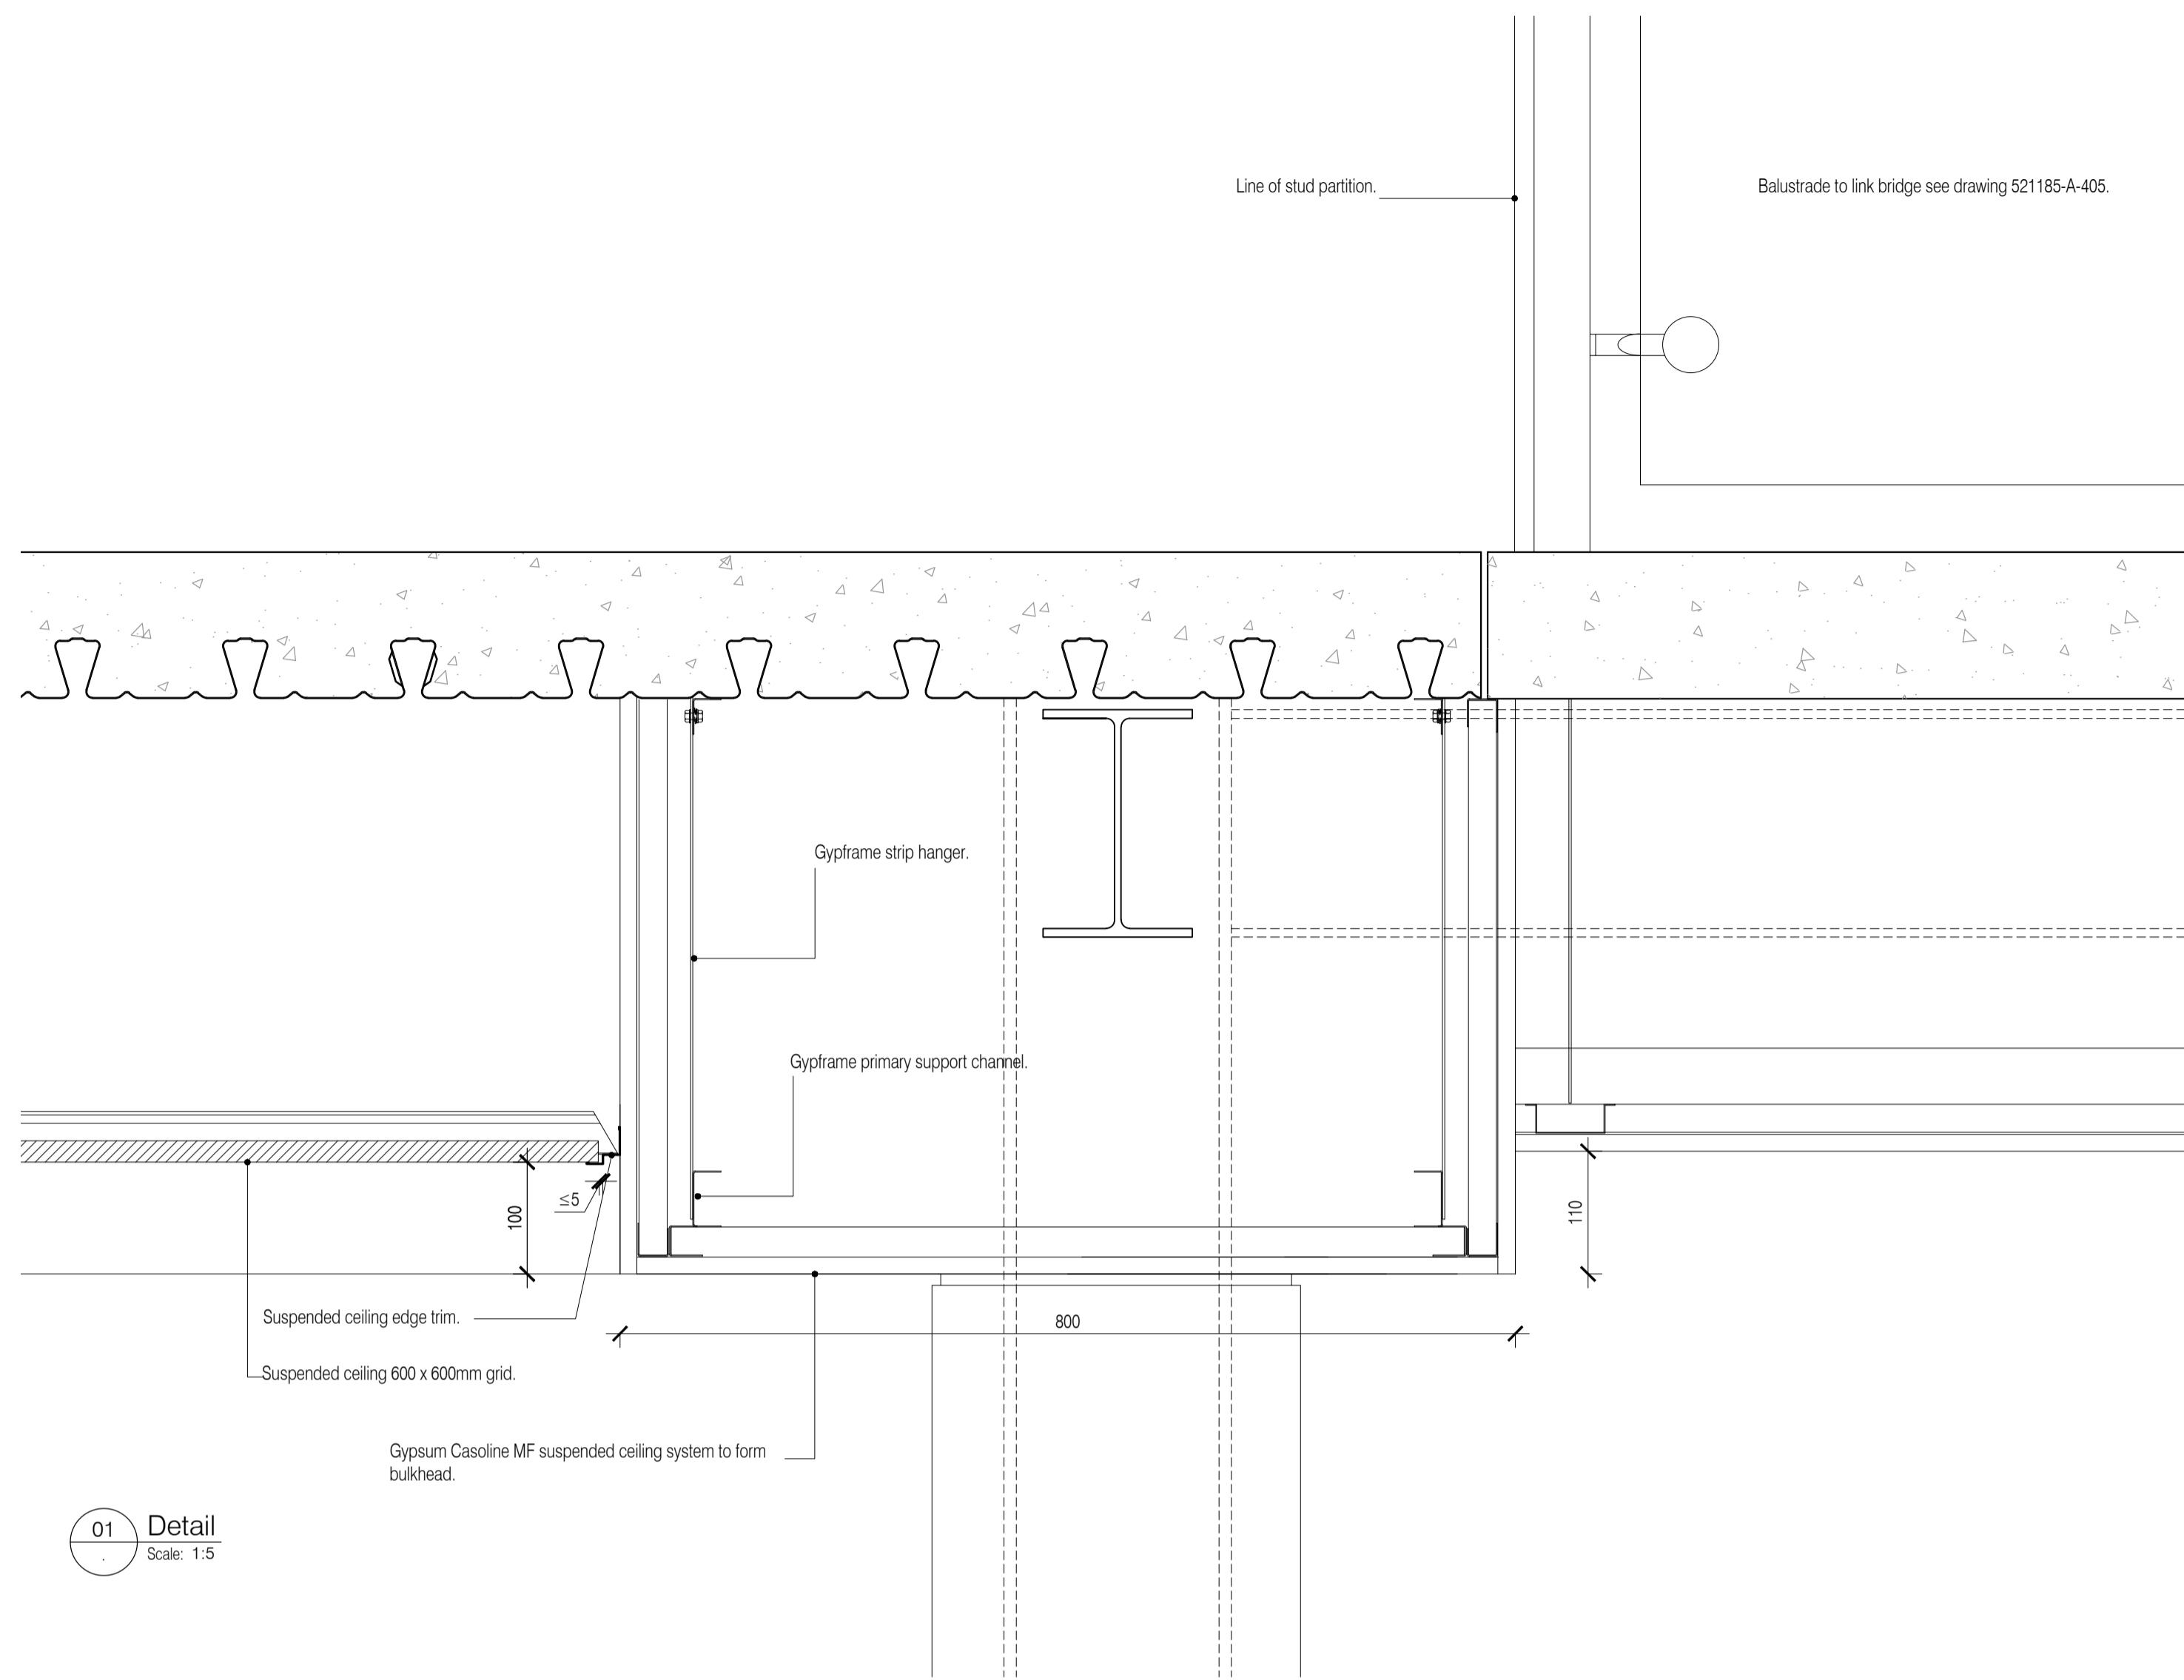 Line of stud partition.
Balustrade to link bridge see drawing 521185-A-405.
Gypframe strip hanger.
Gypframe primary support channel.
≤5
100
110
Suspended ceiling edge trim.
800
Suspended ceiling 600 x 600mm grid.
Gypsum Casoline MF suspended ceiling system to form
bulkhead.
01
Detail
.
Scale: 1:5